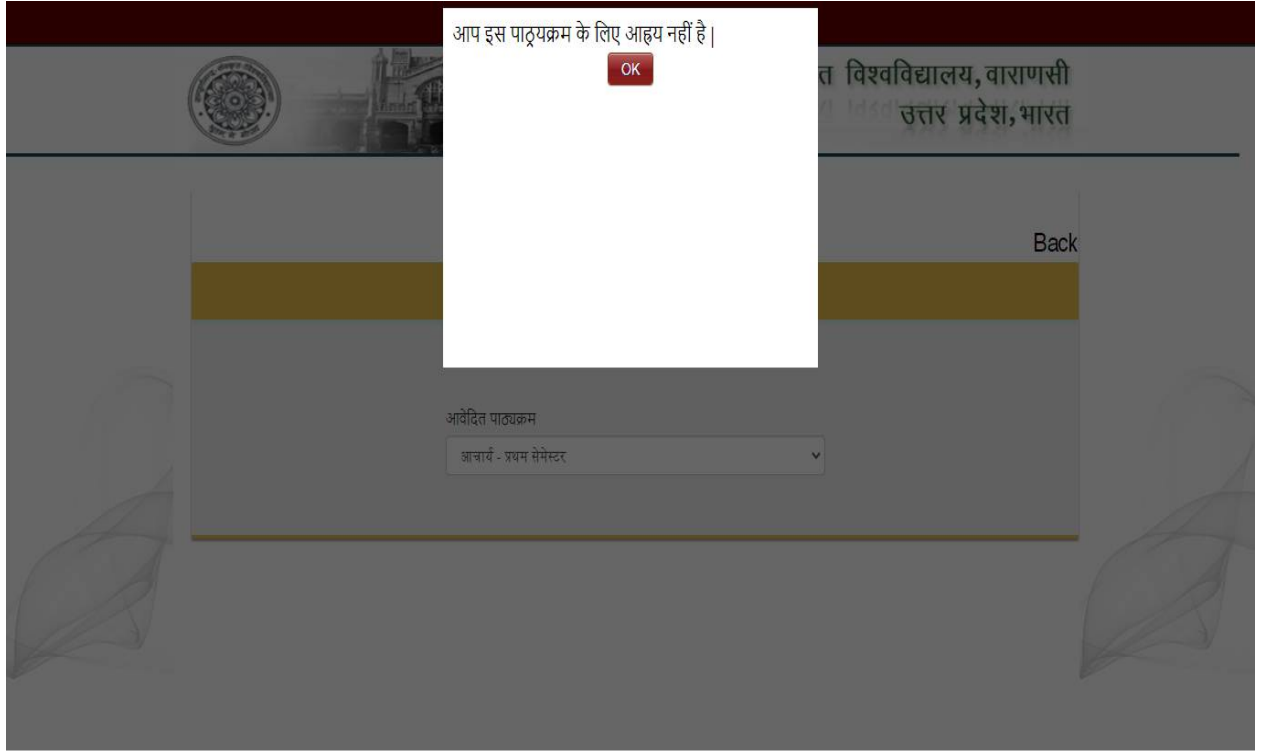 आप इस पाठ्यक्रम के लिए आह्रय नहीं है |
OK
त विश्वविद्यालय, वाराणसी
उत्तर प्रदेश, भारत
Back
आवेदित पाठ्यक्रम
आचार्य - प्रथम सेमेस्टर